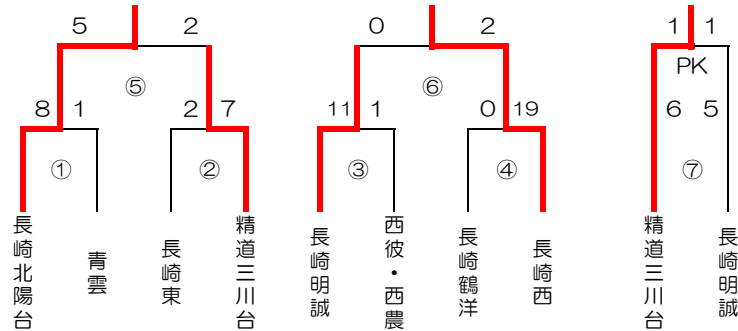 5 2 0 2 1 1
⑤ ⑥ PK
8 1 2 7 11 1 0 19 6 5
① ② ③ ④ ⑦
長崎北陽台
青雲
長崎東
精道三川台
長崎明誠
西彼・西農
長崎鶴洋
長崎西
精道三川台
長崎明誠